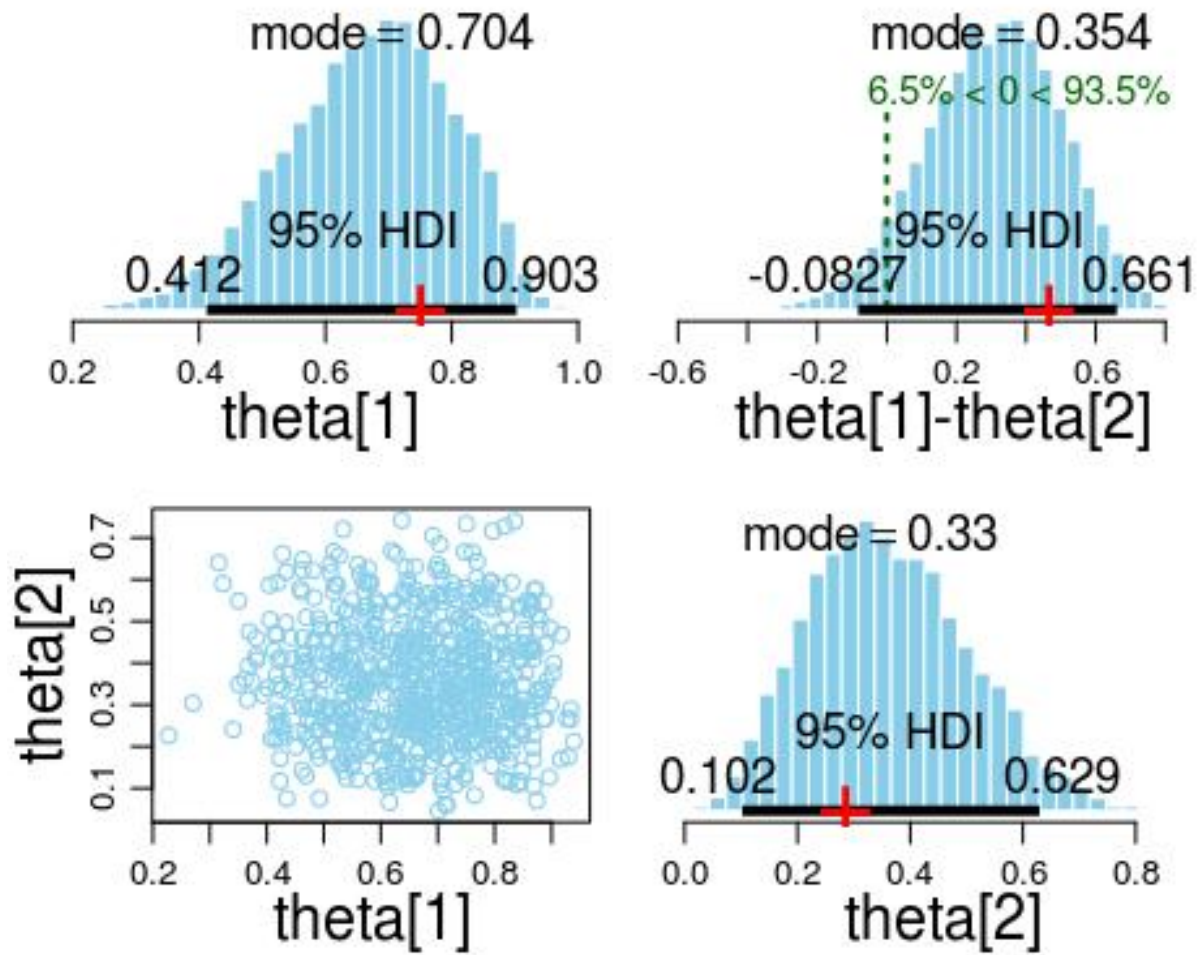 mode = 0.704
95% HDI
0.412 0.903
0.2 0.4 0.6 0.8 1.0
theta[1]
mode = 0.354
6.5% < 0 < 93.5%
95% HDI
-0.0827 0.661
-0.6 -0.2 0.2 0.6
theta[1]-theta[2]
theta[2]
0.7
0.5
0.3
0.1
0.2 0.4 0.6 0.8
theta[1]
mode = 0.33
95% HDI
0.102 0.629
0.0 0.2 0.4 0.6 0.8
theta[2]